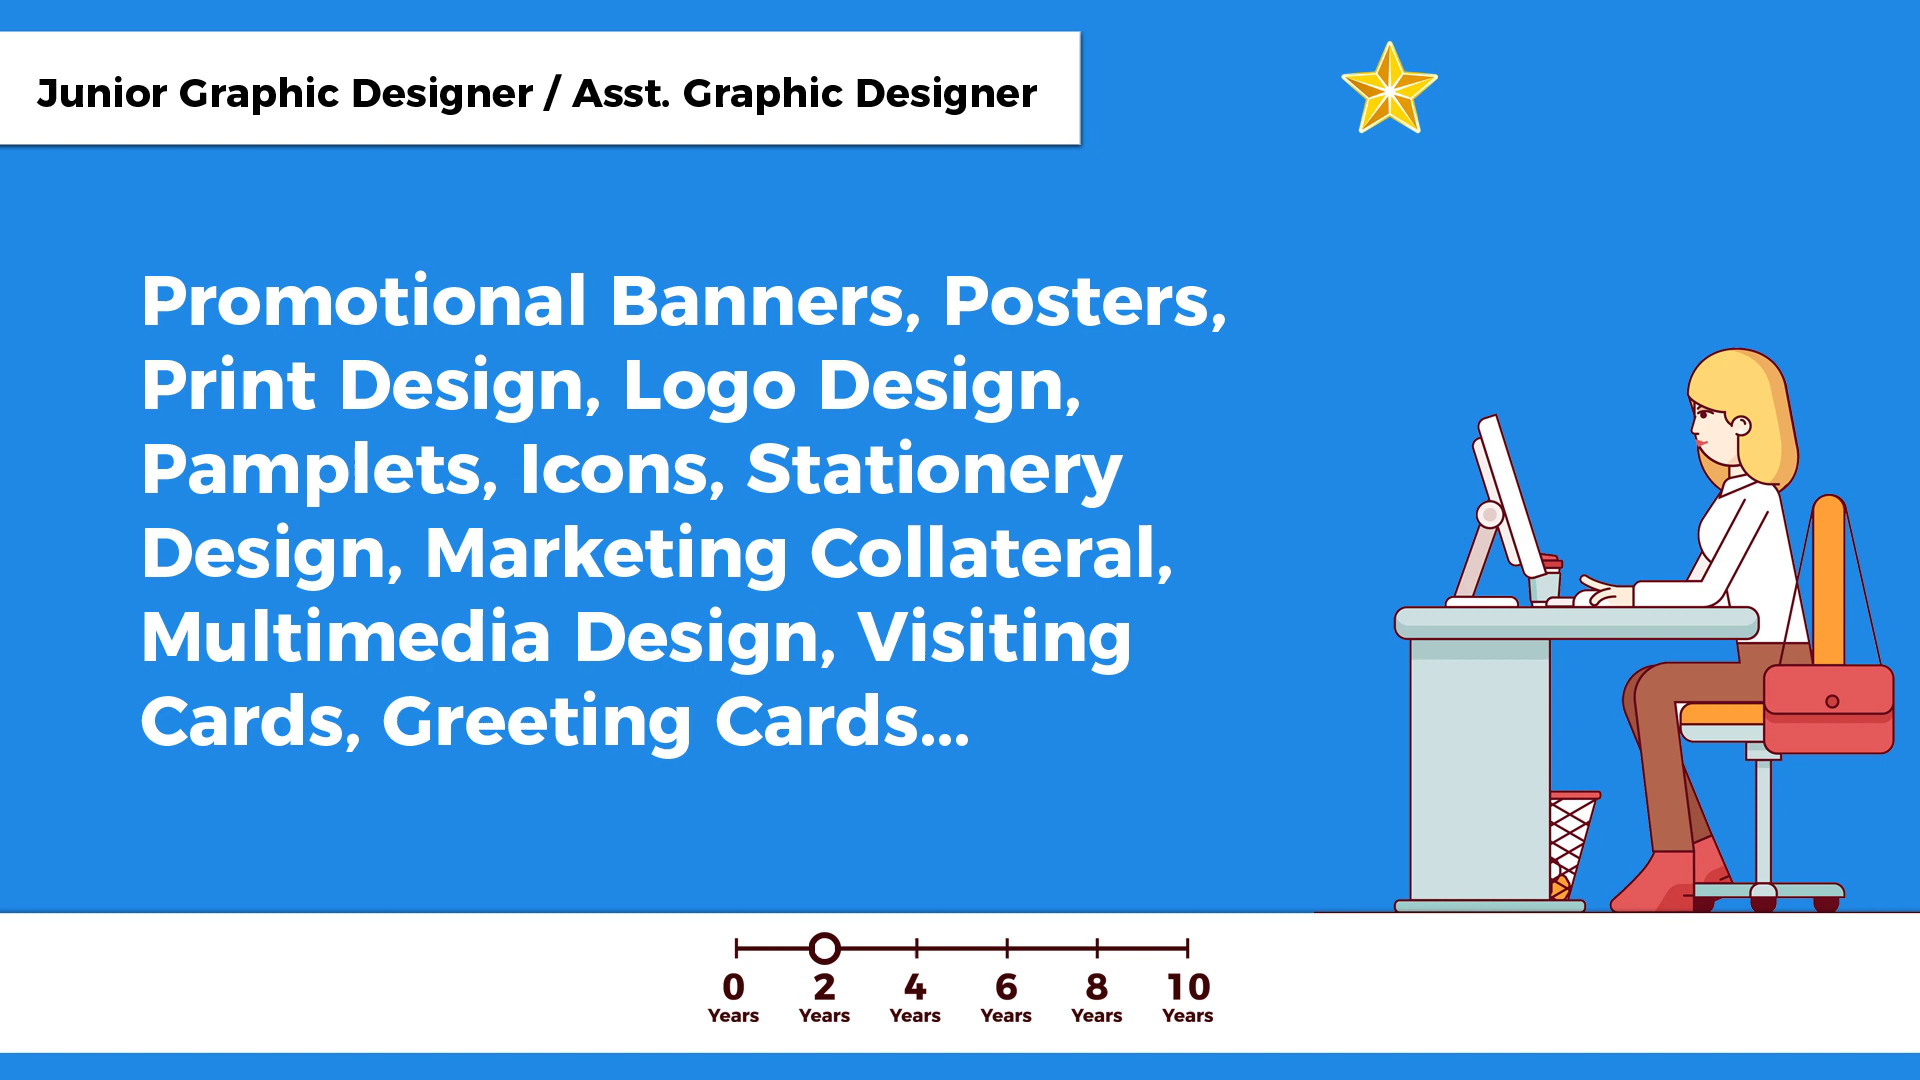 Junior Graphic Designer / Asst. Graphic Designer
Promotional Banners, Posters,
Print Design, Logo Design,
Pamplets, Icons, Stationery
Design, Marketing Collateral,
Multimedia Design, Visiting
Cards, Greeting Cards...
0 2 4 6 8 10
Years Years Years Years Years Years